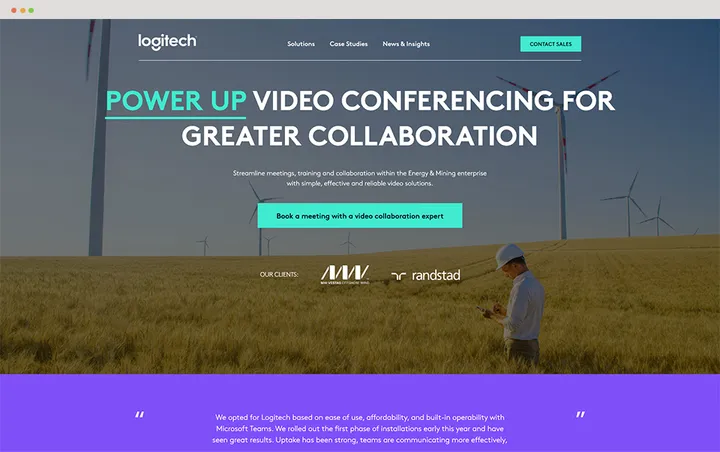 logitech
Solutions
Case Studies
News & Insights
CONTACT SALES
POWER UP VIDEO CONFERENCING FOR
GREATER COLLABORATION
Streamline meetings, training and collaboration within the Energy & Mining enterprise
with simple, effective and reliable video solutions.
Book a meeting with a video collaboration expert
OUR CLIENTS:
MHI VESTAS OFFSHORE WIND
randstad
“
We opted for Logitech based on ease of use, affordability, and built-in operability with
Microsoft Teams. We rolled out the first phase of installations early this year and have
seen great results. Uptake has been strong, teams are communicating more effectively,
”